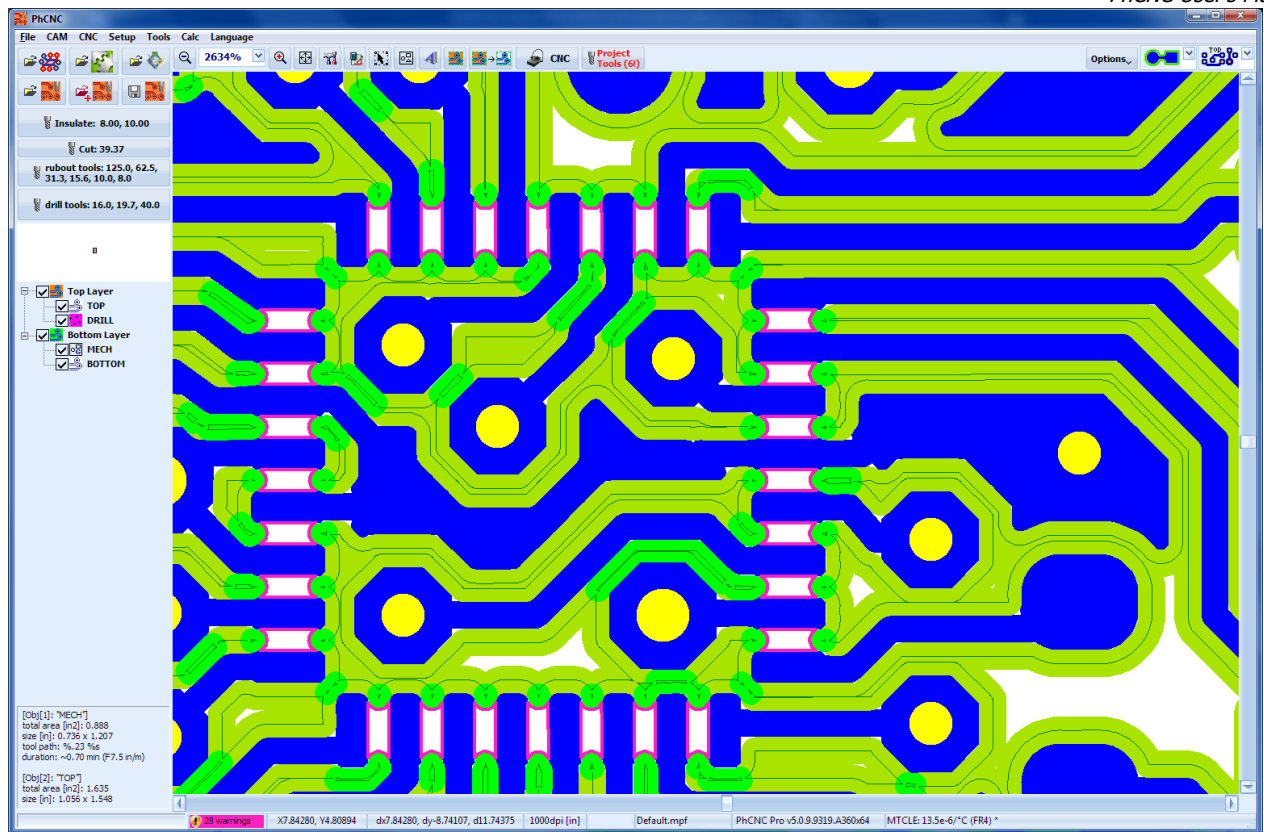 PhCNC
File CAM CNC Setup Tools Calc Language
2634%
CNC
Project
Tools (6!)
Options
TOP
Insulate: 8.00, 10.00
Cut: 39.37
rubout tools: 125.0, 62.5,
31.3, 15.6, 10.0, 8.0
drill tools: 16.0, 19.7, 40.0
Top Layer
TOP
DRILL
Bottom Layer
MECH
BOTTOM
[Obj[1]: "MECH"]
total area [in2]: 0.888
size [in]: 0.736 x 1.207
tool path: %.23 %s
duration: ~0.70 min (F7.5 in/m)
[Obj[2]: "TOP"]
total area [in2]: 1.635
size [in]: 1.056 x 1.548
28 warnings X7.84280, Y4.80894 dx7.84280, dy-8.74107, d11.74375 1000dpi [in] Default.mpf PhCNC Pro v5.0.9.9319.A360x64 MTCLE: 13.5e-6/°C (FR4) *